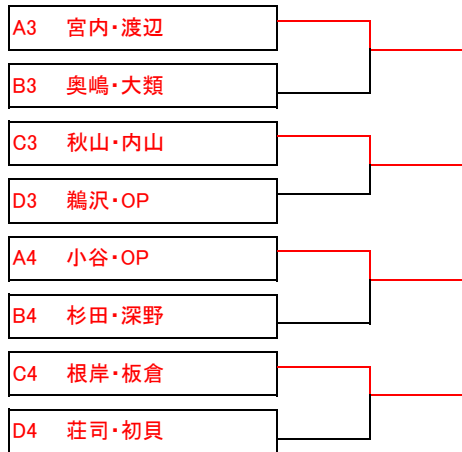 A3 宮内・渡辺
B3 奥嶋・大類
C3 秋山・内山
D3 鵜沢・OP
A4 小谷・OP
B4 杉田・深野
C4 根岸・板倉
D4 荘司・初貝